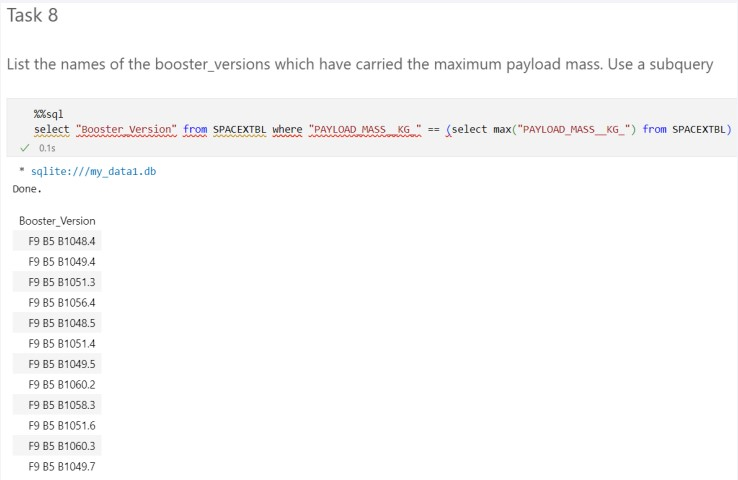 Task 8
List the names of the booster_versions which have carried the maximum payload mass. Use a subquery
%%sql
select "Booster_Version" from SPACEXTBL where "PAYLOAD_MASS__KG_" == (select max("PAYLOAD_MASS__KG_") from SPACEXTBL)
✓ 0.1s
* sqlite:///my_data1.db
Done.
Booster_Version
F9 B5 B1048.4
F9 B5 B1049.4
F9 B5 B1051.3
F9 B5 B1056.4
F9 B5 B1048.5
F9 B5 B1051.4
F9 B5 B1049.5
F9 B5 B1060.2
F9 B5 B1058.3
F9 B5 B1051.6
F9 B5 B1060.3
F9 B5 B1049.7